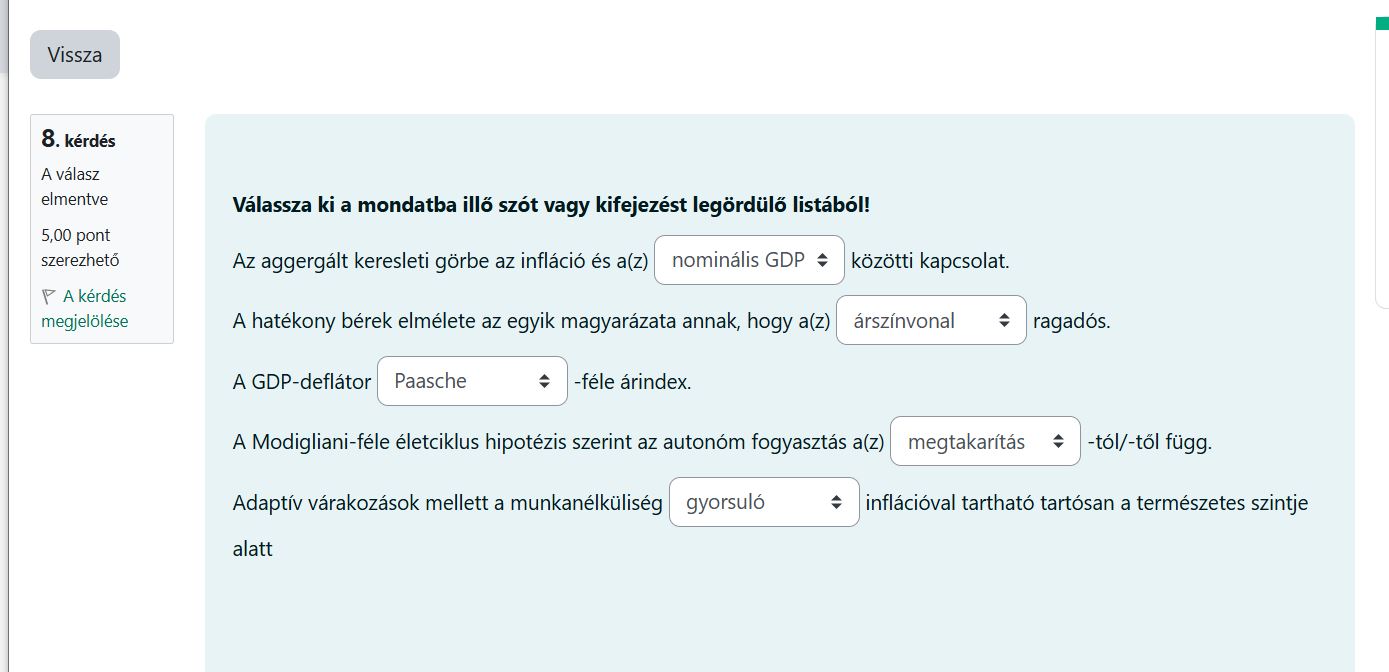 Vissza
8. kérdés
A válasz
elmentve
5,00 pont
szerezhető
A kérdés
megjelölése
Válassza ki a mondatba illő szót vagy kifejezést legördülő listából!
Az aggergált keresleti görbe az infláció és a(z) nominális GDP közötti kapcsolat.
A hatékony bérek elmélete az egyik magyarázata annak, hogy a(z) árszínvonal ragadós.
A GDP-deflátor Paasche -féle árindex.
A Modigliani-féle életciklus hipotézis szerint az autonóm fogyasztás a(z) megtakarítás -tól/-től függ.
Adaptív várakozások mellett a munkanélküliség gyorsuló inflációval tartható tartósan a természetes szintje
alatt